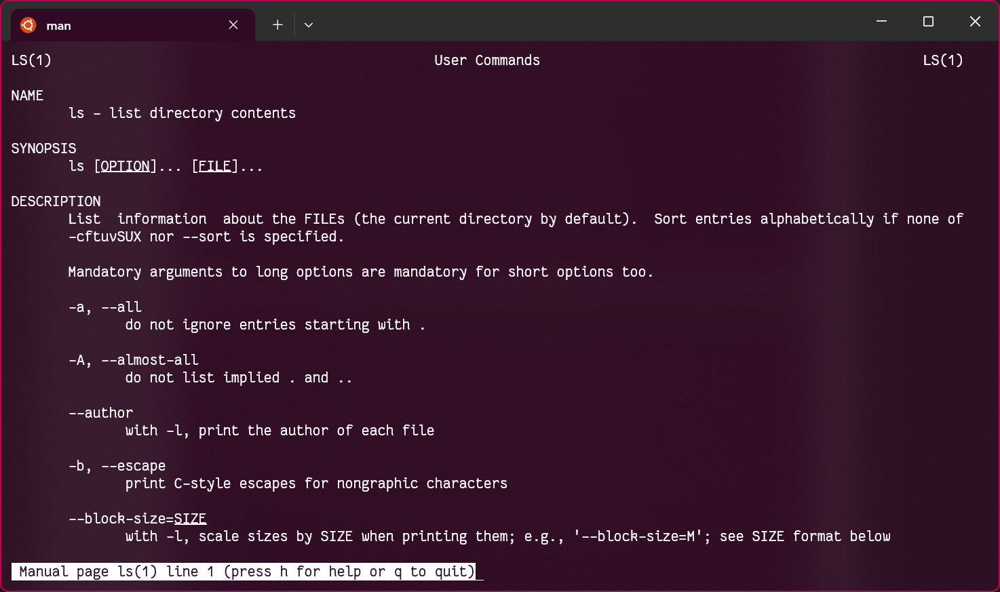 man
LS(1) User Commands LS(1)
NAME
ls - list directory contents
SYNOPSIS
ls [OPTION]... [FILE]...
DESCRIPTION
List information about the FILEs (the current directory by default). Sort entries alphabetically if none of
-cftuvSUX nor --sort is specified.
Mandatory arguments to long options are mandatory for short options too.
-a, --all
do not ignore entries starting with .
-A, --almost-all
do not list implied . and ..
--author
with -l, print the author of each file
-b, --escape
print C-style escapes for nongraphic characters
--block-size=SIZE
with -l, scale sizes by SIZE when printing them; e.g., '--block-size=M'; see SIZE format below
Manual page ls(1) line 1 (press h for help or q to quit)